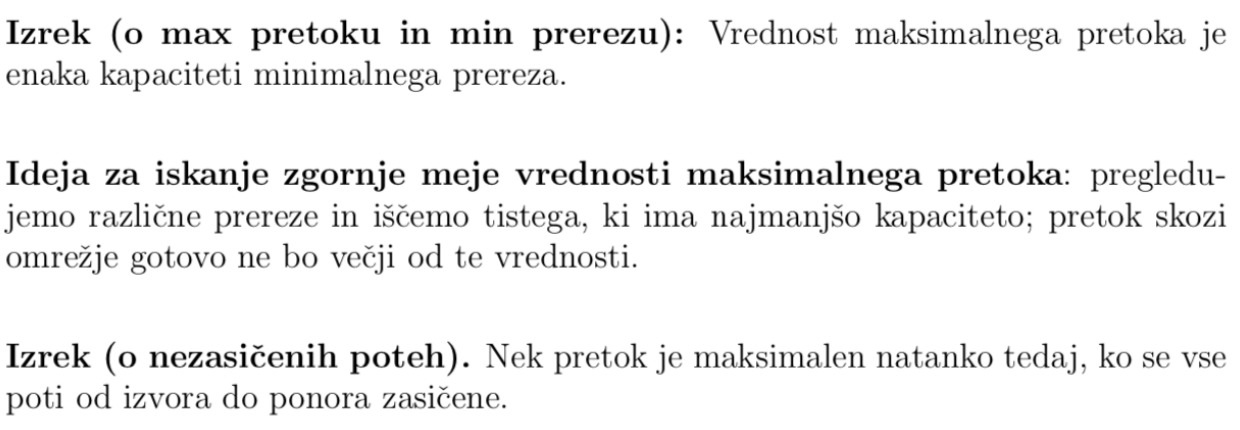 Izrek (o max pretoku in min prerezu): Vrednost maksimalnega pretoka je
enaka kapaciteti minimalnega prereza.
Ideja za iskanje zgornje meje vrednosti maksimalnega pretoka: pregledu-
jemo različne prereze in iščemo tistega, ki ima najmanjšo kapaciteto; pretok skozi
omrežje gotovo ne bo večji od te vrednosti.
Izrek (o nezasičenih poteh). Nek pretok je maksimalen natanko tedaj, ko se vse
poti od izvora do ponora zasičene.